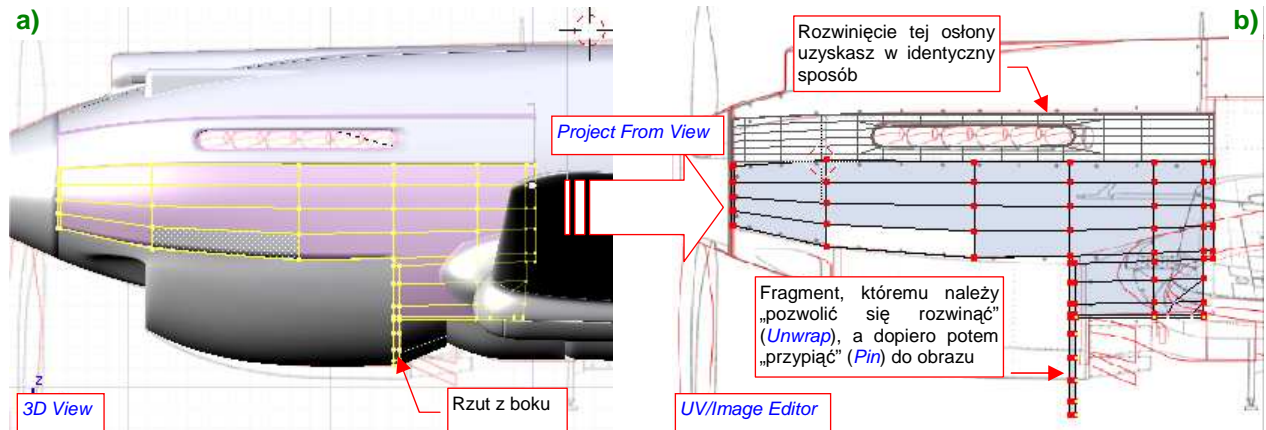 a)
b)
Rozwinięcie tej osłony
uzyskasz w identyczny
sposób
Project From View
Fragment, któremu należy
„pozwolić się rozwinąć”
(Unwrap), a dopiero potem
„przypiąć” (Pin) do obrazu
z
3D View
Rzut z boku
UV/Image Editor